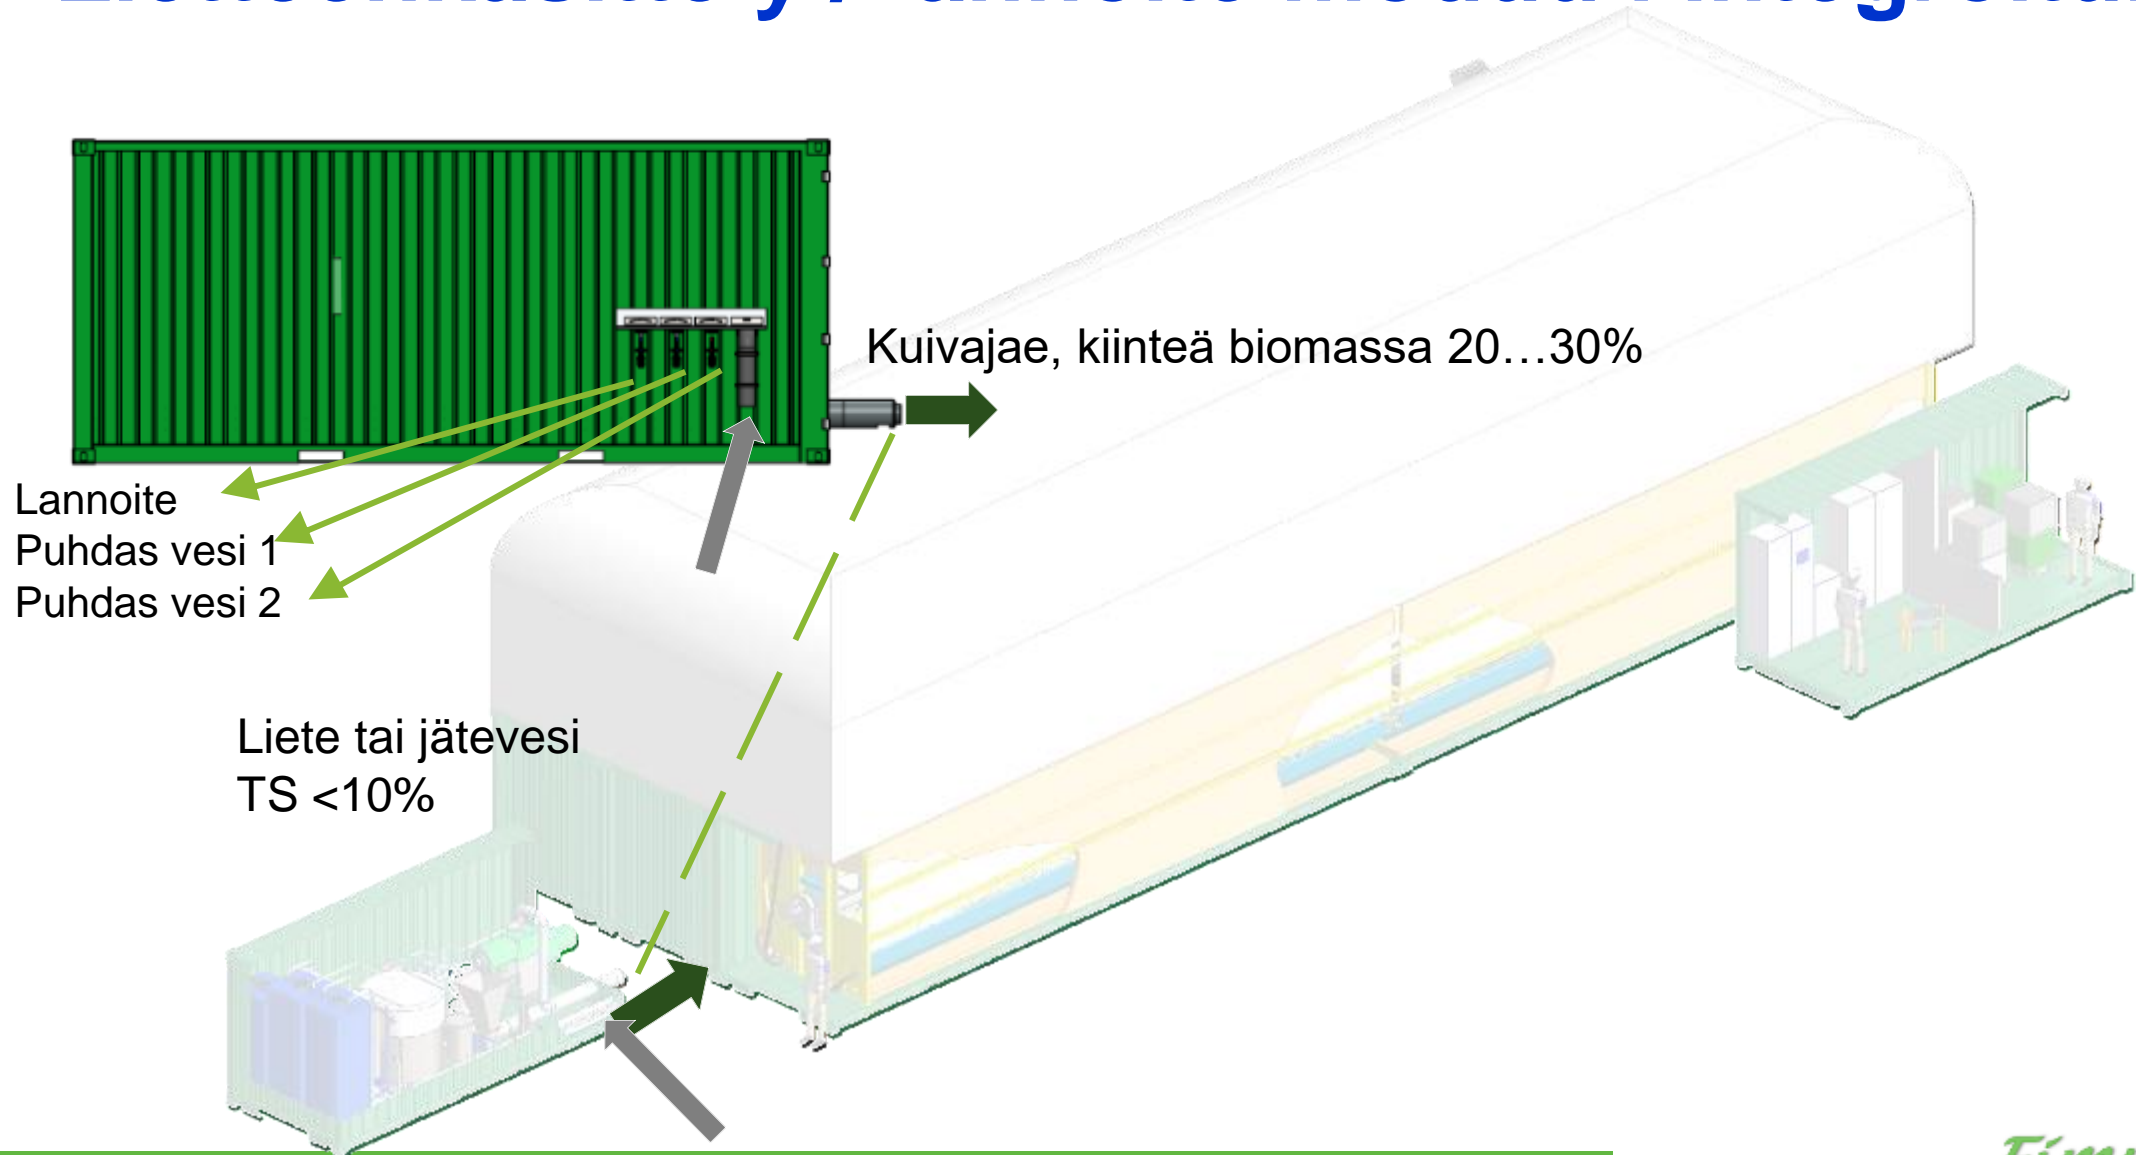 Kuivajae, kiinteä biomassa 20…30%
Lannoite
Puhdas vesi 1
Puhdas vesi 2
Liete tai jätevesi
TS <10%